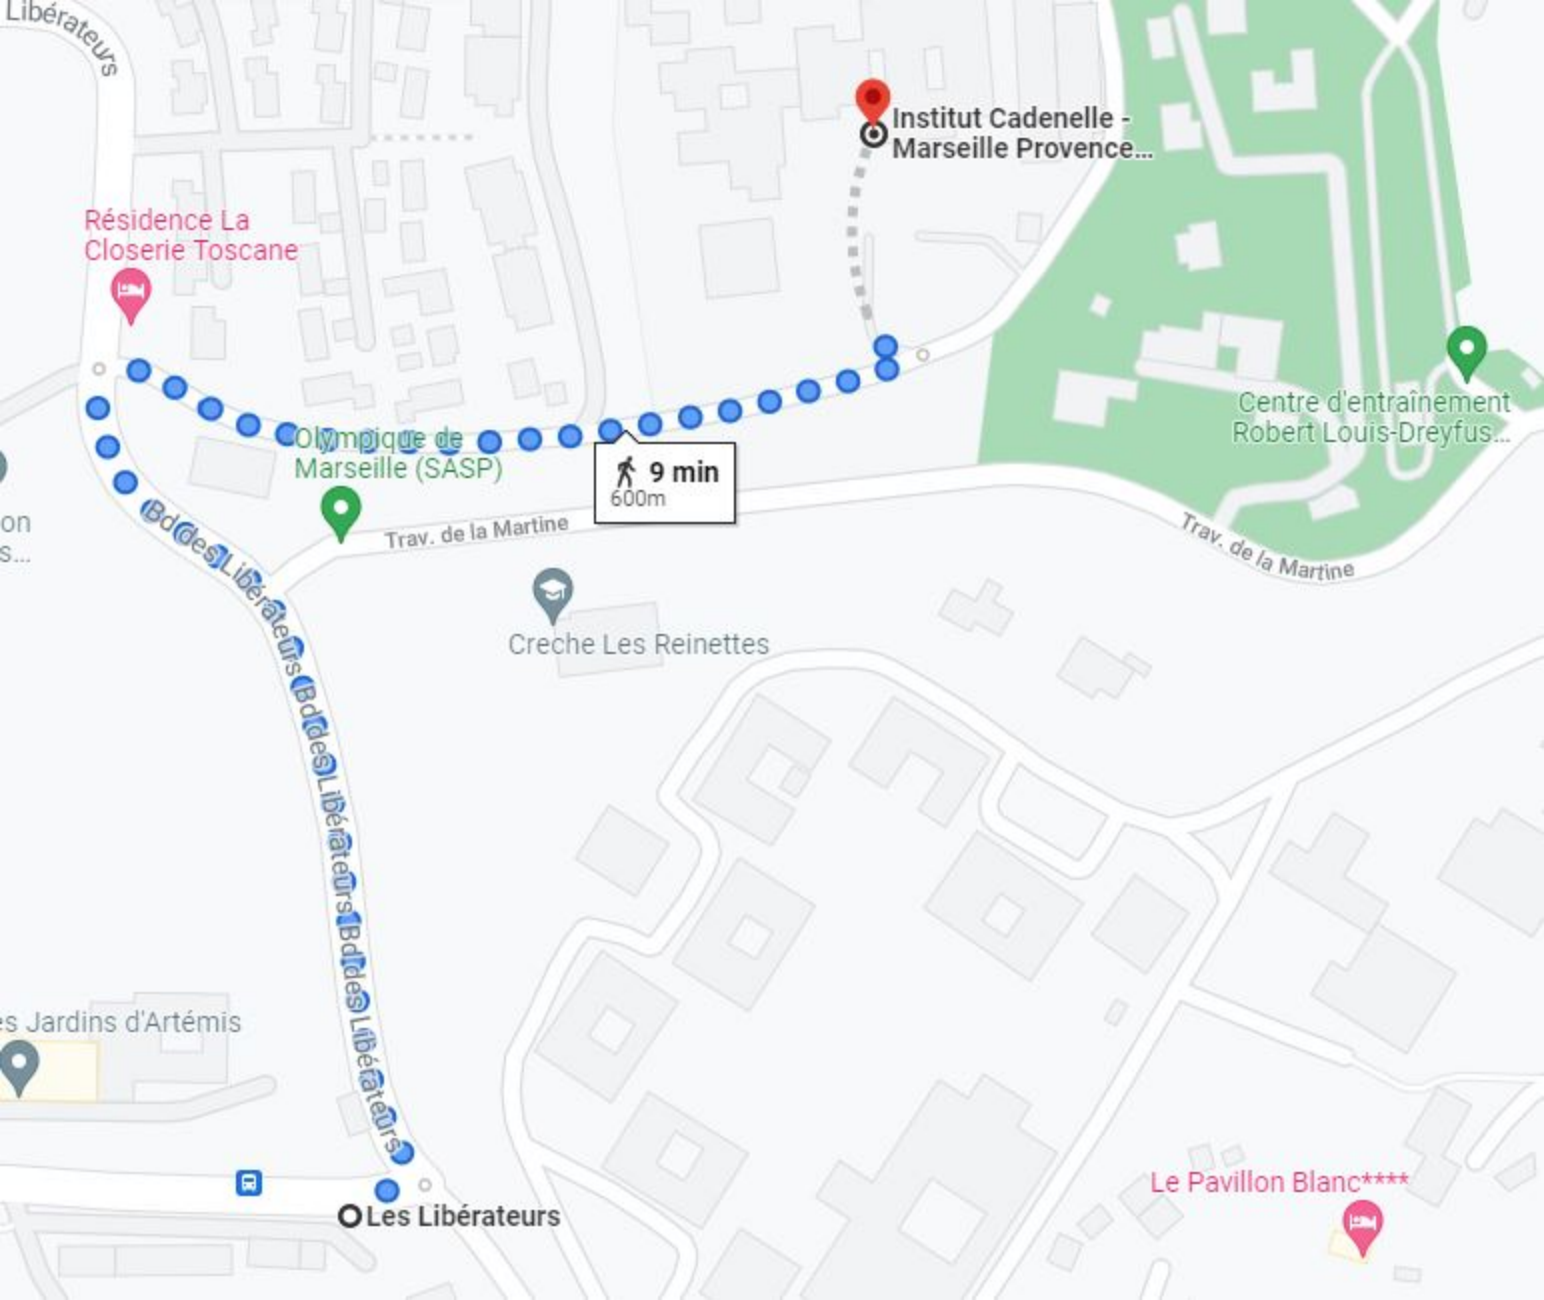 Libérateurs
Institut Cadenelle -
Marseille Provence...
Résidence La
Closerie Toscane
Centre d'entraînement
Robert Louis-Dreyfus...
Olympique de
Marseille (SASP)
9 min
600m
on
s...
Bd des Libérateurs
Trav. de la Martine
Trav. de la Martine
Creche Les Reinettes
Bd des Libérateurs
Bd des Libérateurs
es Jardins d'Artémis
Le Pavillon Blanc****
Les Libérateurs